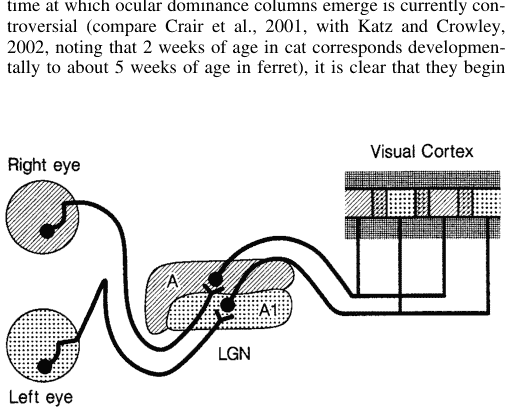 time at which ocular dominance columns emerge is currently con-
troversial (compare Crair et al., 2001, with Katz and Crowley,
2002, noting that 2 weeks of age in cat corresponds developmen-
tally to about 5 weeks of age in ferret), it is clear that they begin
Visual Cortex
Right eye
A
A1
LGN
Left eye